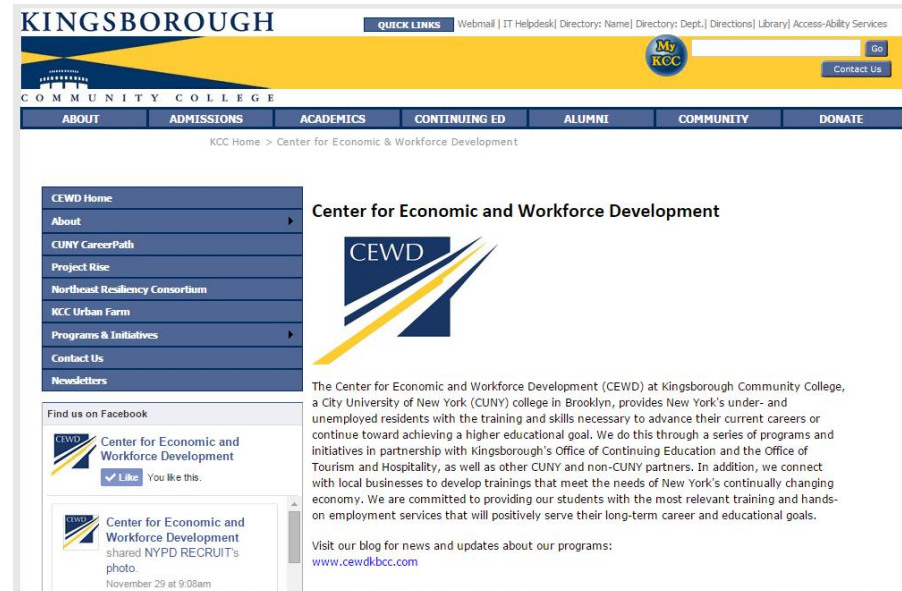 KINGSBOROUGH
COMMUNITY COLLEGE
QUICK LINKS Webmail | IT Helpdesk| Directory: Name| Directory: Dept.| Directions| Library| Access-Ability Services
My KCC
Go
Contact Us
ABOUT ADMISSIONS ACADEMICS CONTINUING ED ALUMNI COMMUNITY DONATE
KCC Home > Center for Economic & Workforce Development
CEWD Home
About
CUNY CareerPath
Project Rise
Northeast Resiliency Consortium
KCC Urban Farm
Programs & Initiatives
Contact Us
Newsletters
Find us on Facebook
CEWD
Center for Economic and
Workforce Development
Like You like this.
CEWD
Center for Economic and
Workforce Development
shared NYPD RECRUIT's
photo.
November 29 at 9:08am
Center for Economic and Workforce Development
CEWD
The Center for Economic and Workforce Development (CEWD) at Kingsborough Community College,
a City University of New York (CUNY) college in Brooklyn, provides New York's under- and
unemployed residents with the training and skills necessary to advance their current careers or
continue toward achieving a higher educational goal. We do this through a series of programs and
initiatives in partnership with Kingsborough's Office of Continuing Education and the Office of
Tourism and Hospitality, as well as other CUNY and non-CUNY partners. In addition, we connect
with local businesses to develop trainings that meet the needs of New York's continually changing
economy. We are committed to providing our students with the most relevant training and hands-
on employment services that will positively serve their long-term career and educational goals.
Visit our blog for news and updates about our programs:
www.cewdkbcc.com